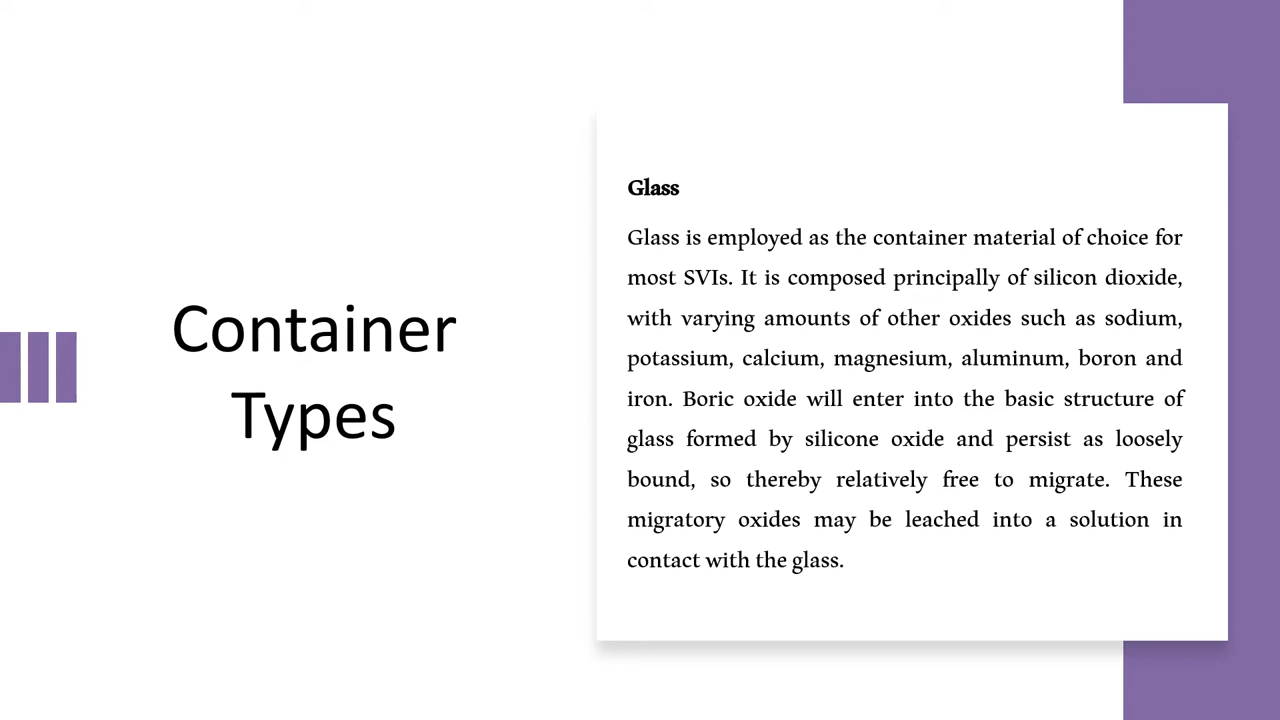 Container
Types
Glass
Glass is employed as the container material of choice for
most SVIs. It is composed principally of silicon dioxide,
with varying amounts of other oxides such as sodium,
potassium, calcium, magnesium, aluminum, boron and
iron. Boric oxide will enter into the basic structure of
glass formed by silicone oxide and persist as loosely
bound, so thereby relatively free to migrate. These
migratory oxides may be leached into a solution in
contact with the glass.